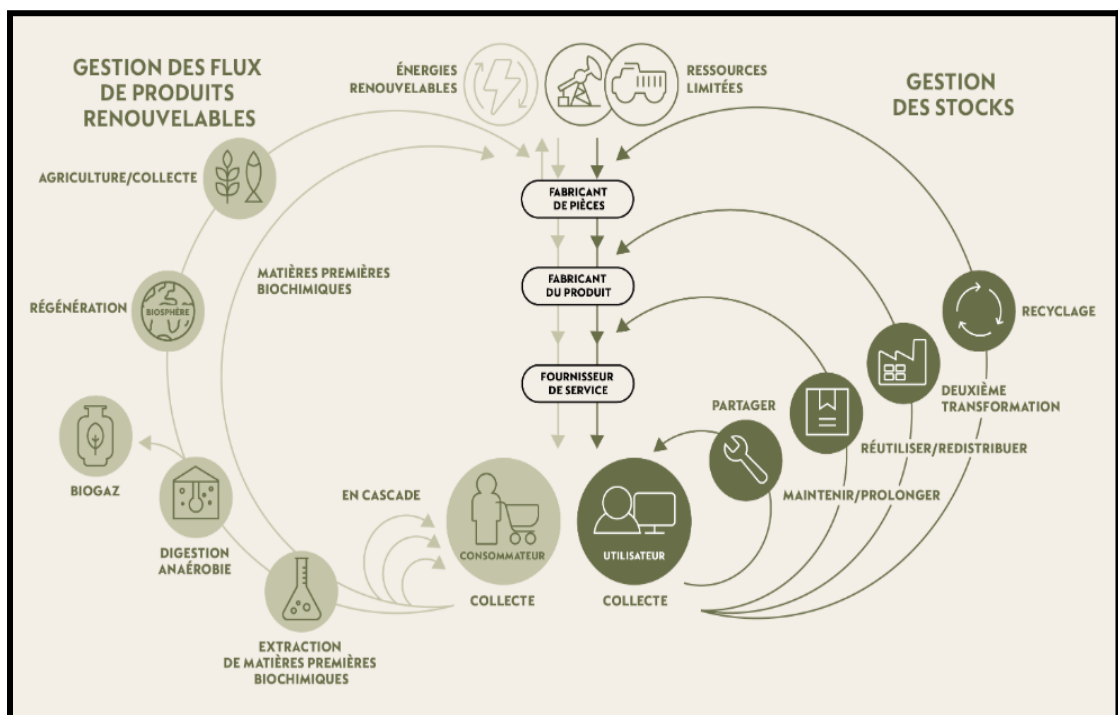 GESTION DES FLUX
DE PRODUITS
RENOUVELABLES
ÉNERGIES
RENOUVELABLES
RESSOURCES
LIMITÉES
GESTION
DES STOCKS
AGRICULTURE/COLLECTE
FABRICANT
DE PIÈCES
MATIÈRES PREMIÈRES
BIOCHIMIQUES
FABRICANT
DU PRODUIT
RÉGÉNÉRATION
BIOSPHÈRE
RECYCLAGE
FOURNISSEUR
DE SERVICE
DEUXIÈME
TRANSFORMATION
PARTAGER
RÉUTILISER/REDISTRIBUER
BIOGAZ
EN CASCADE
MAINTENIR/PROLONGER
DIGESTION
ANAÉROBIE
CONSOMMATEUR
UTILISATEUR
COLLECTE
COLLECTE
EXTRACTION
DE MATIÈRES PREMIÈRES
BIOCHIMIQUES